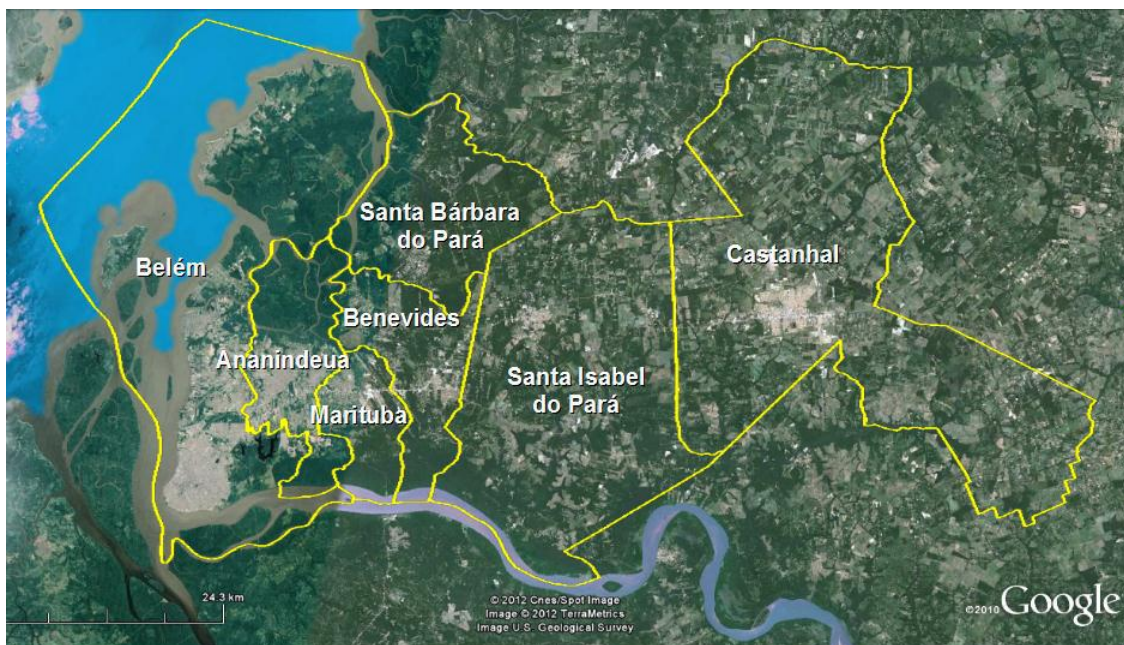 Santa Bárbara
do Pará
Castanhal
Belém
Benevides
Ananindeua
Santa Isabel
do Pará
Marituba
24.3 km
© 2012 Cnes/Spot Image
Image © 2012 TerraMetrics
Image U.S. Geological Survey
©2010 Google